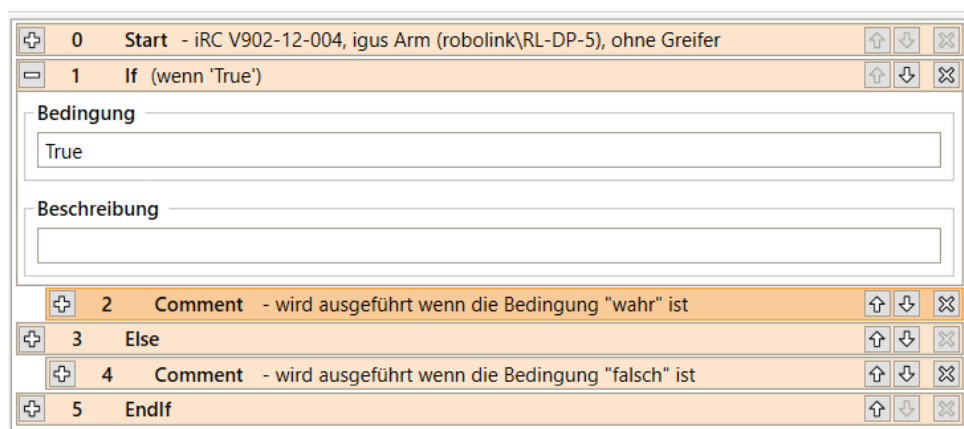 0 Start - iRC V902-12-004, igus Arm (robolink\RL-DP-5), ohne Greifer
1 If (wenn 'True')
Bedingung
True
Beschreibung
2 Comment - wird ausgeführt wenn die Bedingung "wahr" ist
3 Else
4 Comment - wird ausgeführt wenn die Bedingung "falsch" ist
5 EndIf